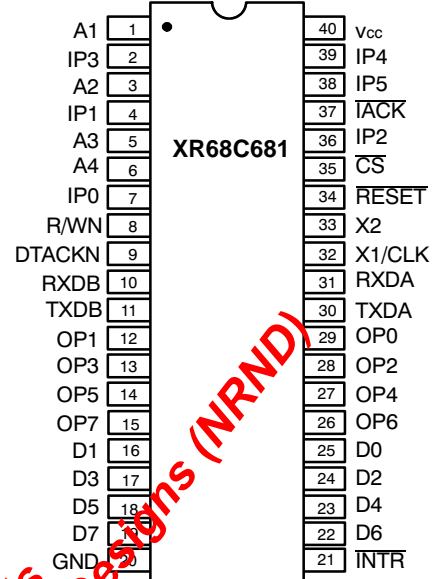 A1 1 40 Vcc
IP3 2 39 IP4
A2 3 38 IP5
IP1 4 37 IACK
A3 5 XR68C681 36 IP2
A4 6 35 CS
IP0 7 34 RESET
R/WN 8 33 X2
DTACKN 9 32 X1/CLK
RXDB 10 31 RXDA
TXDB 11 30 TXDA
OP1 12 29 OP0
OP3 13 28 OP2
OP5 14 27 OP4
OP7 15 26 OP6
D1 16 25 D0
D3 17 24 D2
D5 18 23 D4
D7 19 22 D6
GND 20 21 INTR
(NRND)